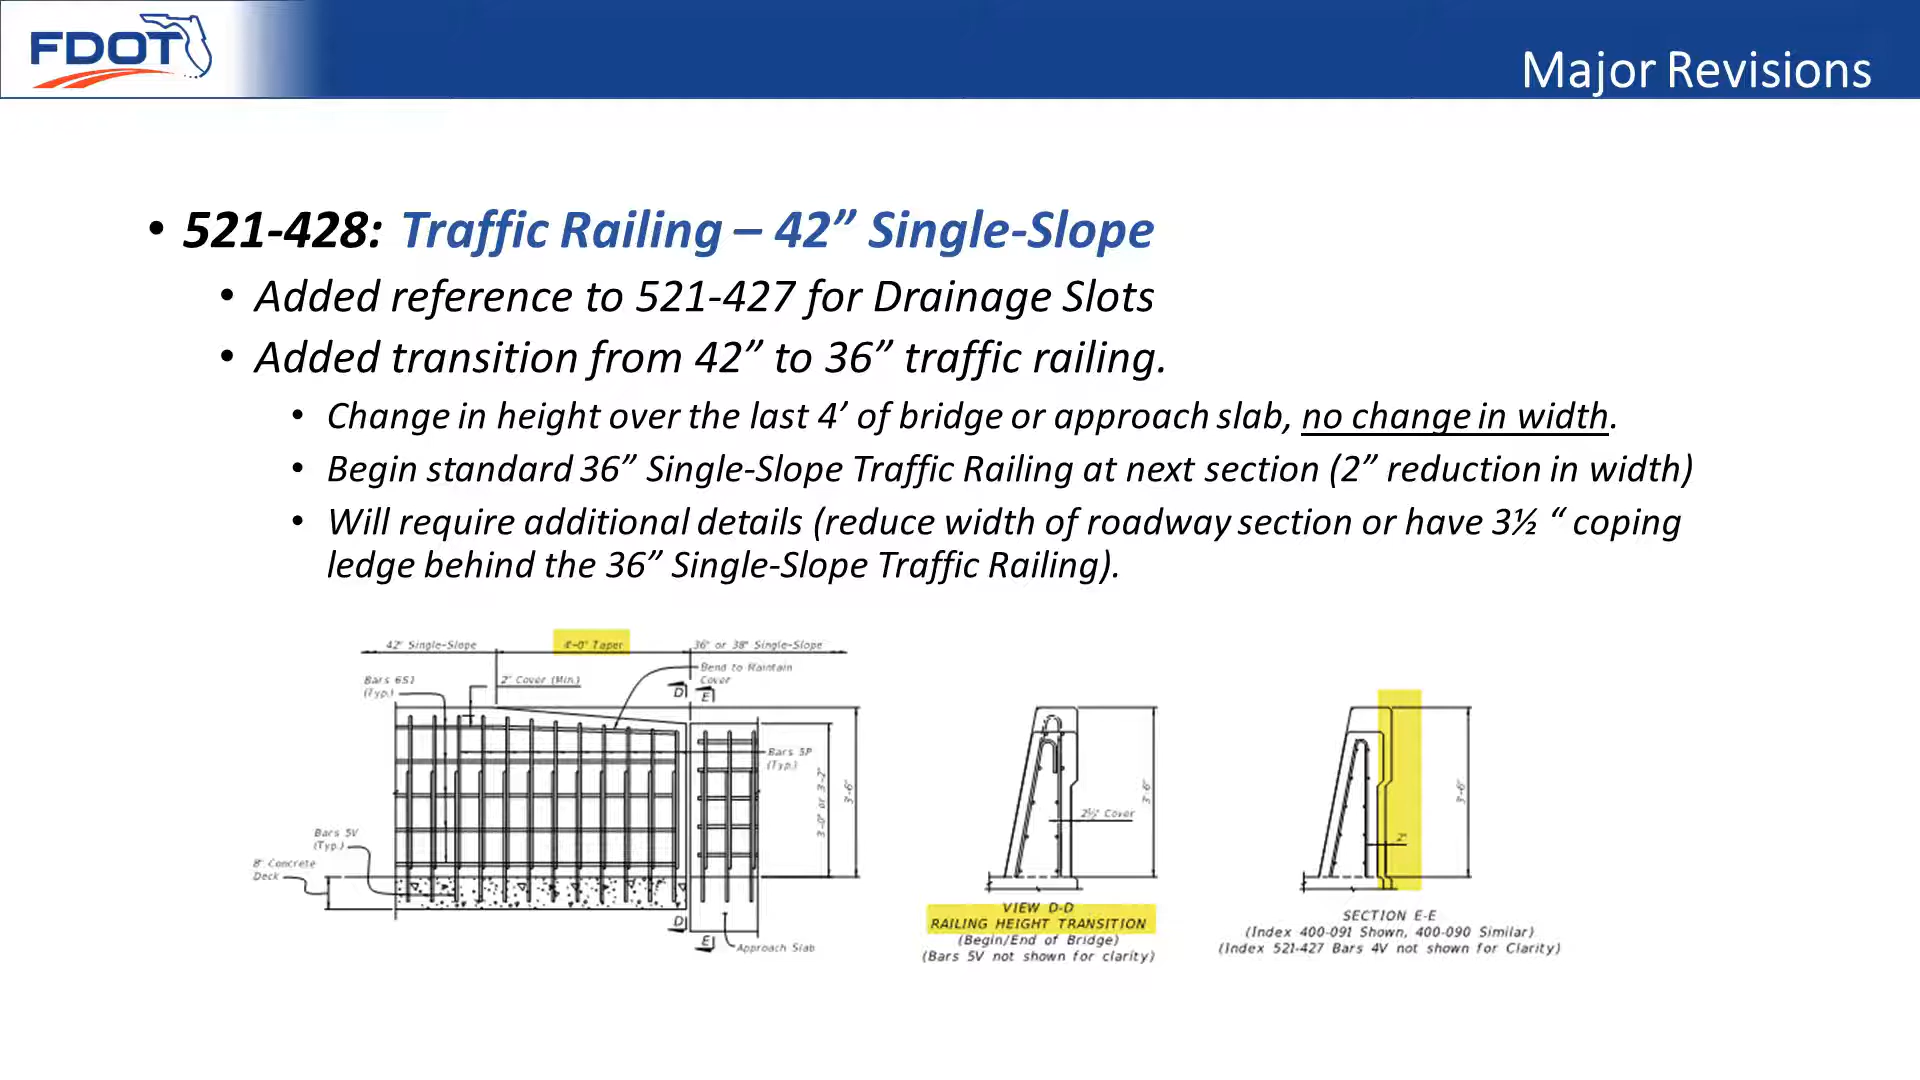 FDOT
Major Revisions
• 521-428: Traffic Railing – 42” Single-Slope
• Added reference to 521-427 for Drainage Slots
• Added transition from 42” to 36” traffic railing.
• Change in height over the last 4’ of bridge or approach slab, no change in width.
• Begin standard 36” Single-Slope Traffic Railing at next section (2” reduction in width)
• Will require additional details (reduce width of roadway section or have 3½ “ coping
ledge behind the 36” Single-Slope Traffic Railing).
42" Single-Slope
4'-0" Taper
36" or 38" Single-Slope
Bend to Maintain
Cover
Bars 6S1
(Typ.)
2" Cover (Min.)
D
E
Bars 5P
(Typ.)
3'-0" or 3'-2"
3'-6"
Bars 5V
(Typ.)
8" Concrete
Deck
D
E
Approach Slab
3'-6"
2½" Cover
VIEW D-D
RAILING HEIGHT TRANSITION
(Begin/End of Bridge)
(Bars 5V not shown for clarity)
3'-6"
2"
SECTION E-E
(Index 400-091 Shown, 400-090 Similar)
(Index 521-427 Bars 4V not shown for Clarity)